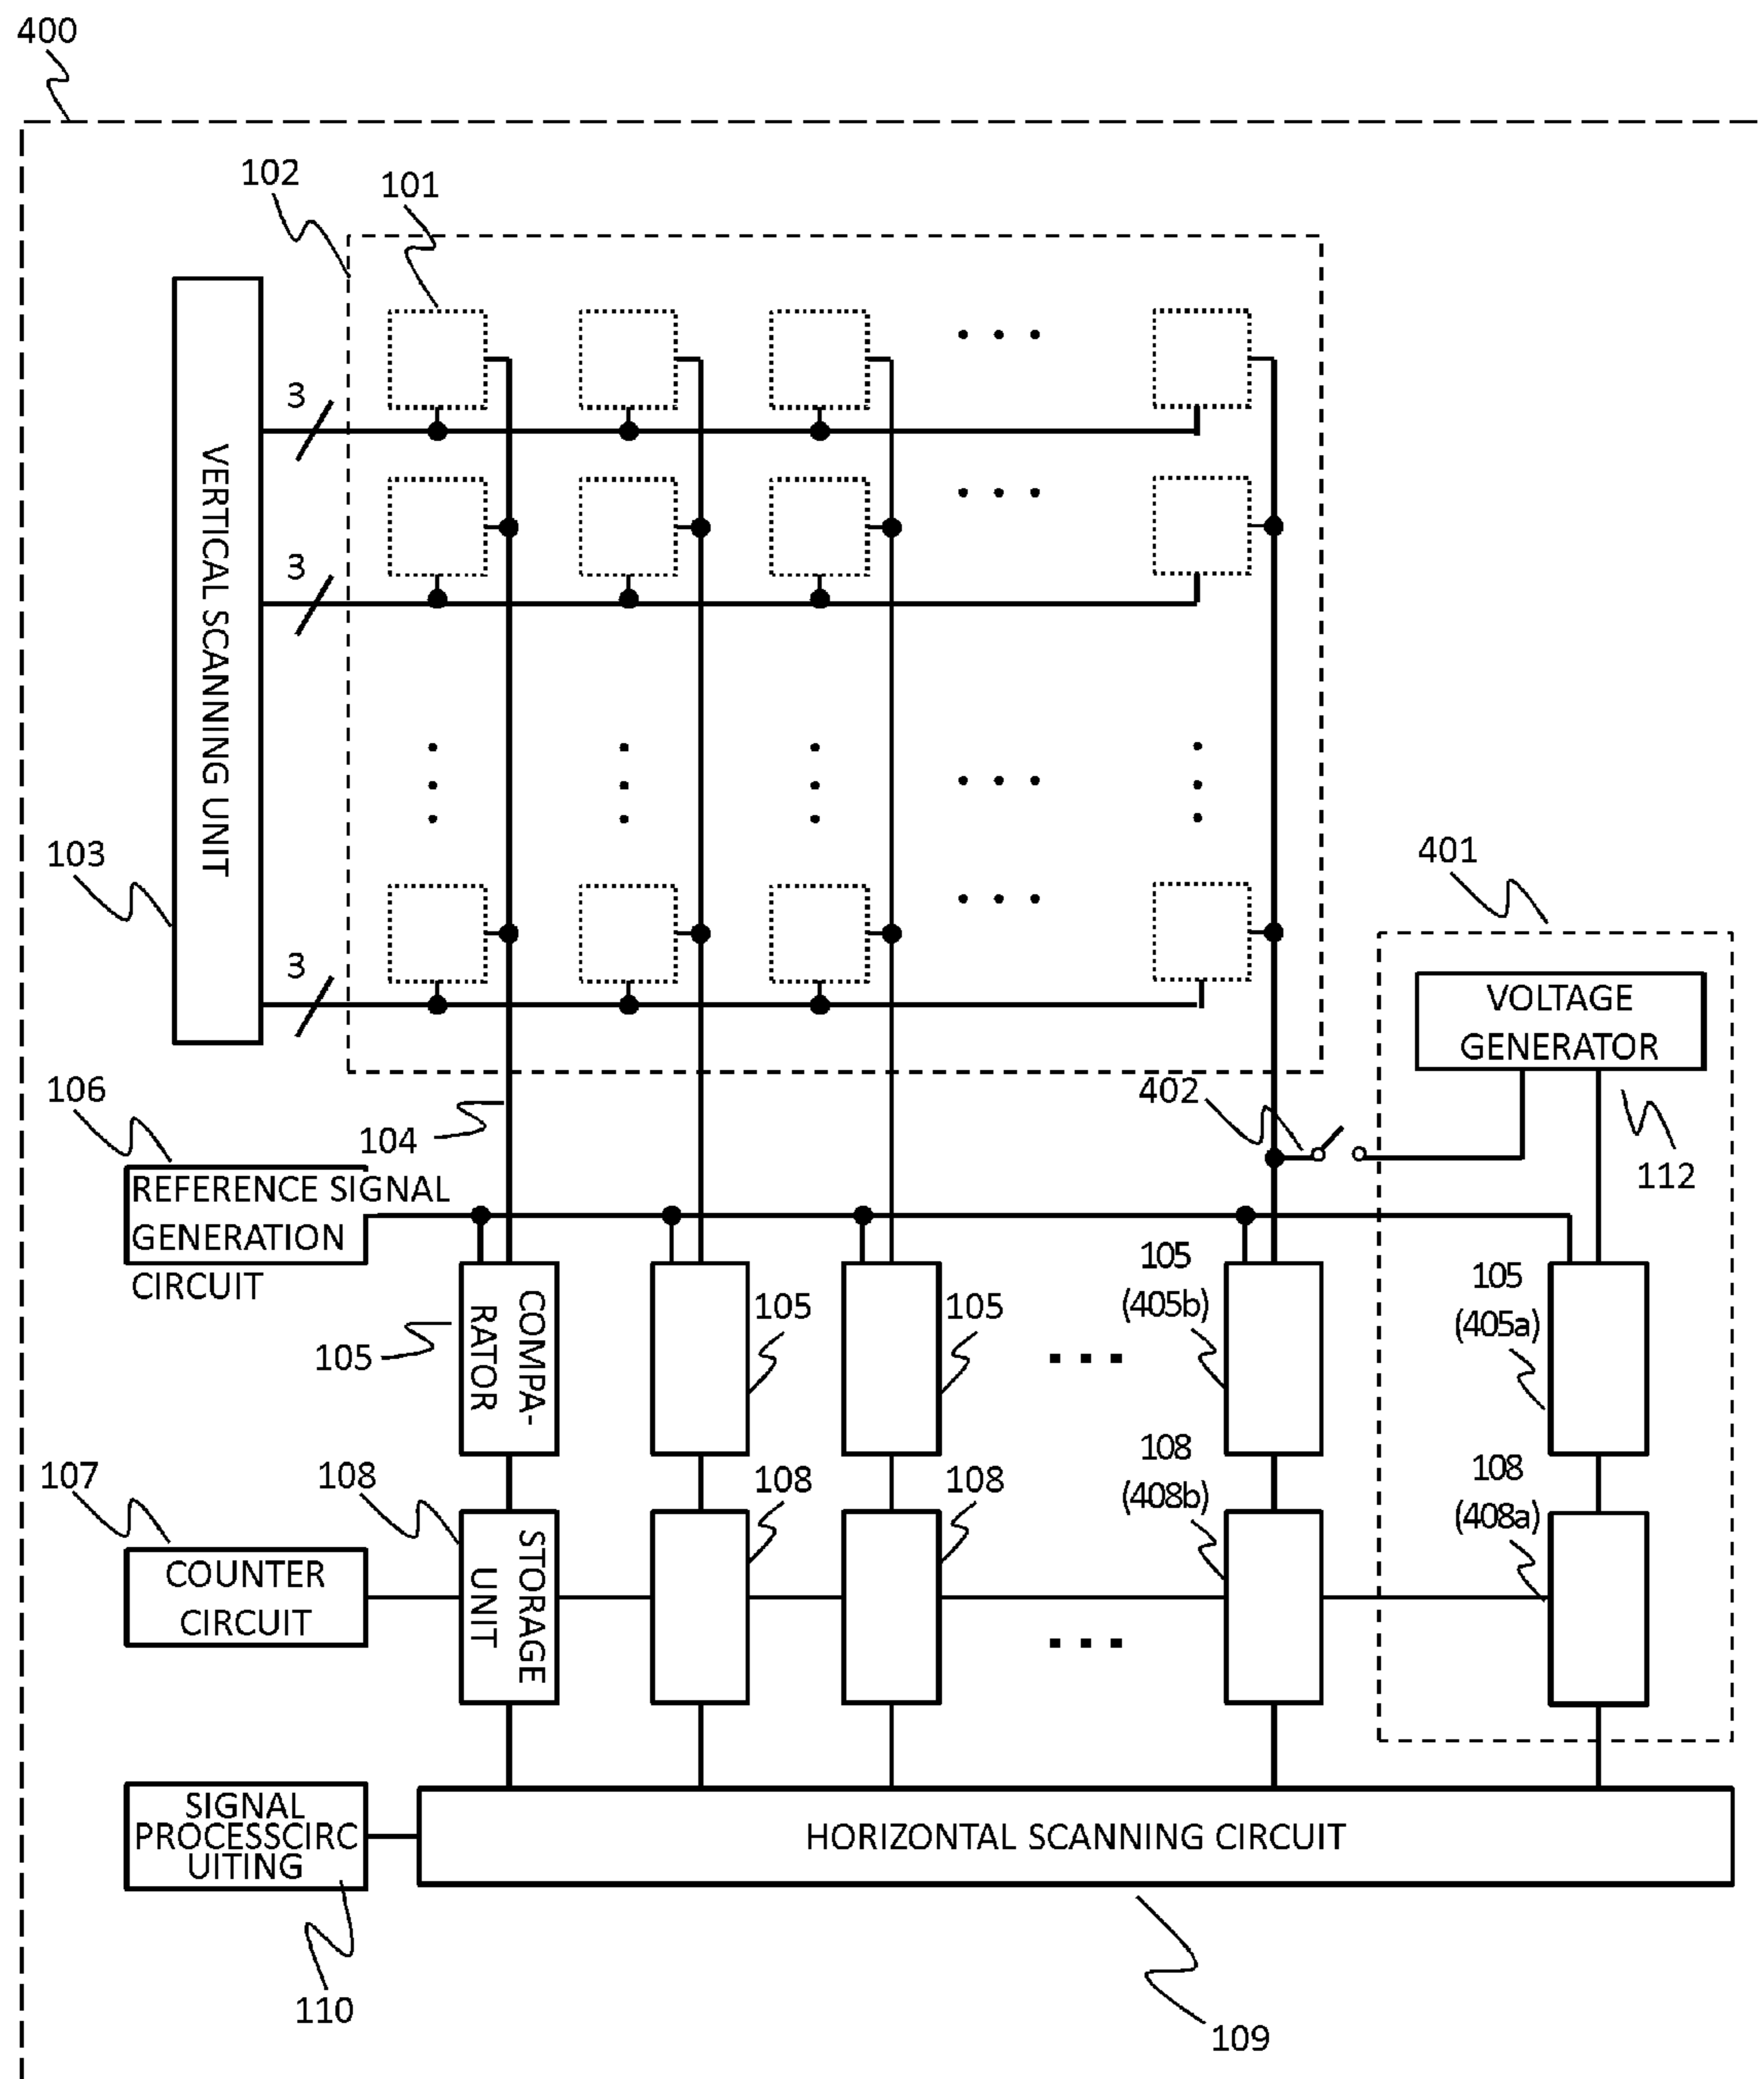 400
102
101
3
3
VERTICAL SCANNING UNIT
103
3
401
VOLTAGE
GENERATOR
106
104
402
112
REFERENCE SIGNAL
GENERATION
CIRCUIT
105
COMPA-
RATOR
105
105
105
(405b)
105
(405a)
107
108
108
108
108
(408b)
108
(408a)
COUNTER
CIRCUIT
STORAGE
UNIT
SIGNAL
PROCESSCIRC
UITING
HORIZONTAL SCANNING CIRCUIT
110
109